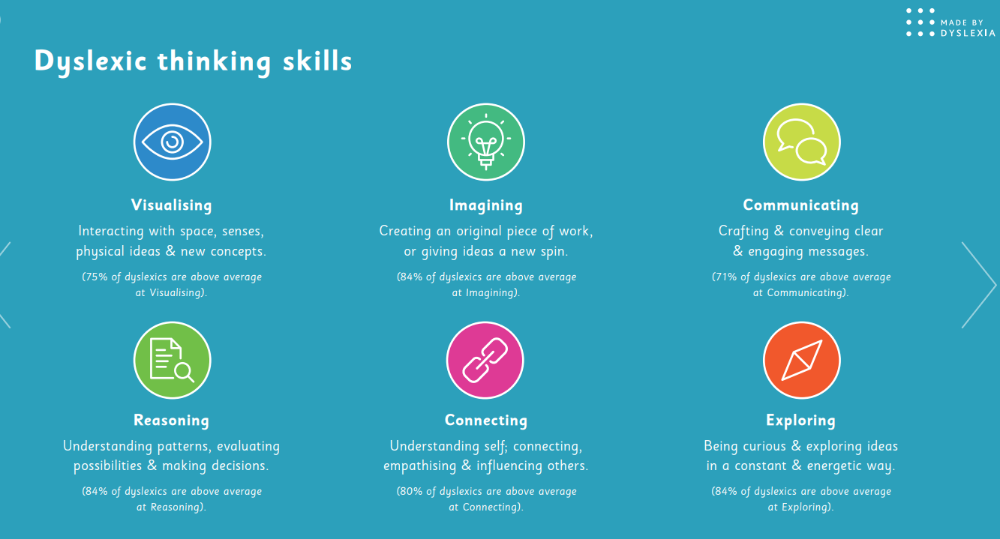 MADE BY
DYSLEXIA
Dyslexic thinking skills
Visualising
Interacting with space, senses,
physical ideas & new concepts.
(75% of dyslexics are above average
at Visualising).
Imagining
Creating an original piece of work,
or giving ideas a new spin.
(84% of dyslexics are above average
at Imagining).
Communicating
Crafting & conveying clear
& engaging messages.
(71% of dyslexics are above average
at Communicating).
Reasoning
Understanding patterns, evaluating
possibilities & making decisions.
(84% of dyslexics are above average
at Reasoning).
Connecting
Understanding self; connecting,
empathising & influencing others.
(80% of dyslexics are above average
at Connecting).
Exploring
Being curious & exploring ideas
in a constant & energetic way.
(84% of dyslexics are above average
at Exploring).